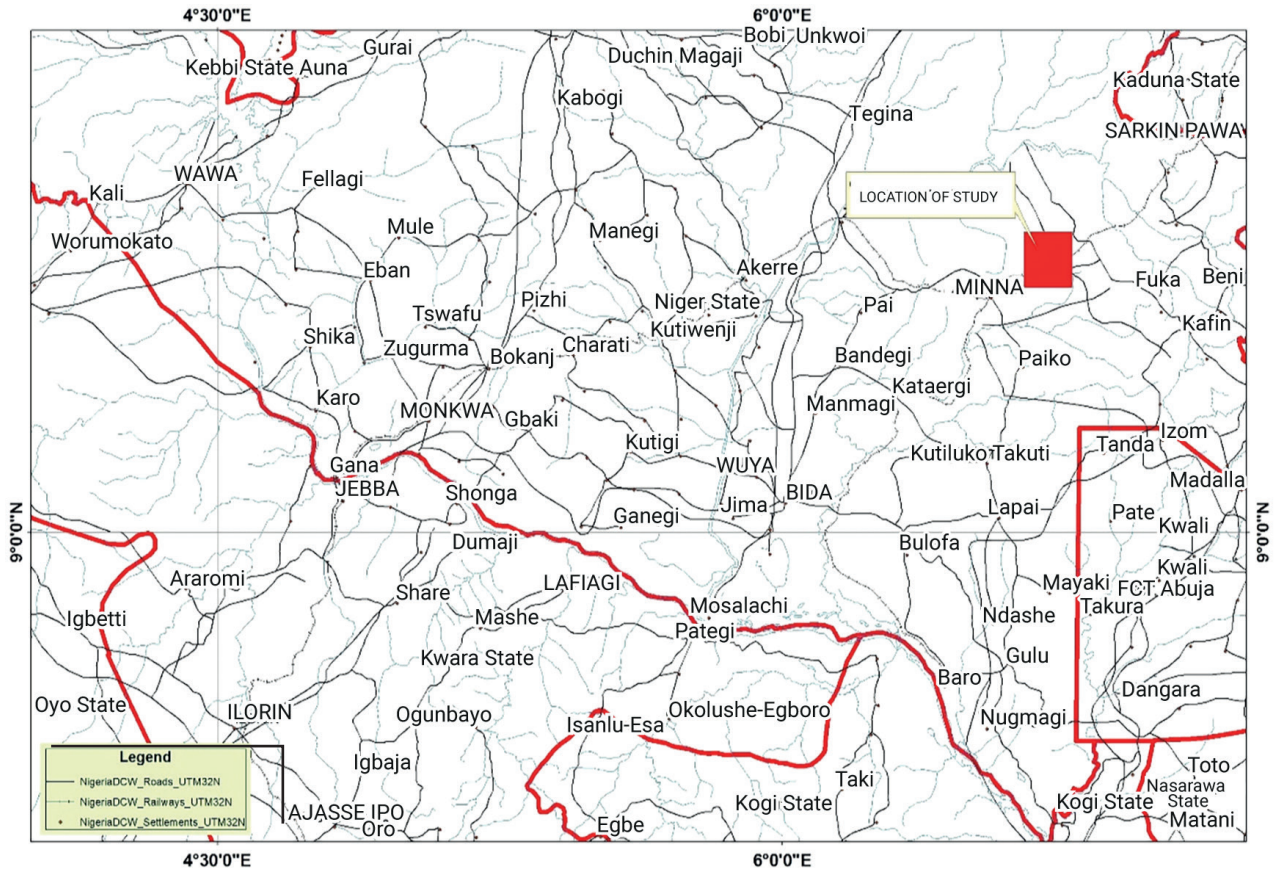 4°30'0"E
6°0'0"E
Gurai
Bobi Unkwoi
Duchin Magaji
Kebbi State Auna
Kaduna State
Kabogi
Tegina
SARKIN PAWA
WAWA
Fellagi
Kali
LOCATION OF STUDY
Mule
Manegi
Worumokato
Eban
Akerre
Beni
Fuka
MINNA
Pizhi
Niger State
Pai
Tswafu
Kutiwenji
Kafin
Shika
Charati
Zugurma
Bokanj
Bandegi
Paiko
Kataergi
Karo
MONKWA
Gbaki
Manmagi
Izom
Kutigi
Tanda
Kutiluko Takuti
Gana
WUYA
Madalla
JEBBA
Shonga
BIDA
Jima
Lapai
Pate
Ganegi
Kwali
9°0'0"N
9°0'0"N
Dumaji
Bulofa
Kwali
Araromi
LAFIAGI
Mayaki
FCT Abuja
Share
Mosalachi
Takura
Igbetti
Mashe
Ndashe
Pategi
Kwara State
Gulu
Baro
Dangara
Oyo State
ILORIN
Ogunbayo
Okolushe-Egboro
Nugmagi
Isanlu-Esa
Legend
NigeriaDCW_Roads_UTM32N
NigeriaDCW_Railways_UTM32N
NigeriaDCW_Settlements_UTM32N
Igbaja
Toto
Taki
Nasarawa
State
Kogi State
Kogi State
Matani
AJASSE IPO
Oro
Egbe
4°30'0"E
6°0'0"E